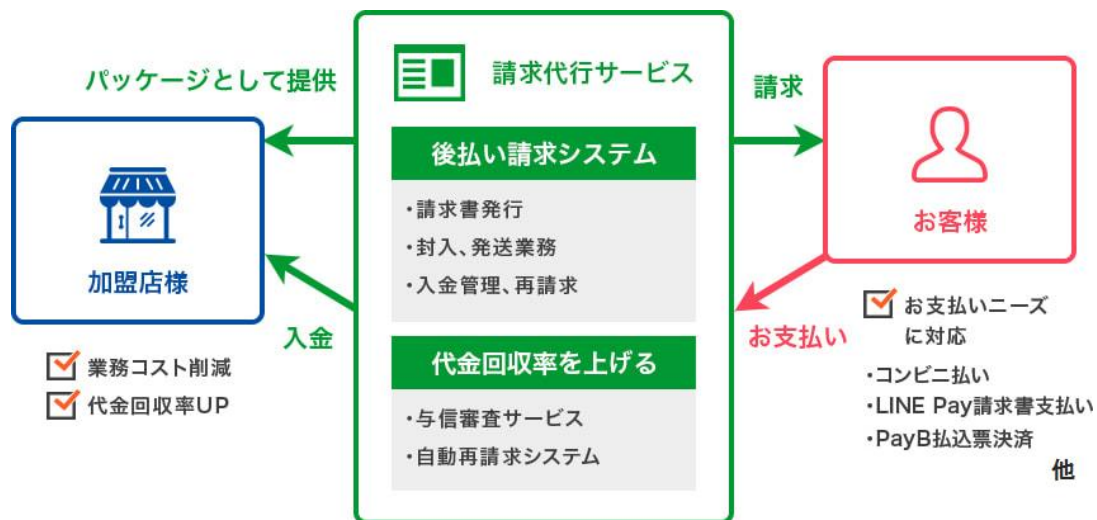 パッケージとして提供
加盟店様
入金
業務コスト削減
代金回収率UP
請求代行サービス
後払い請求システム
・請求書発行
・封入、発送業務
・入金管理、再請求
代金回収率を上げる
・与信審査サービス
・自動再請求システム
請求
お客様
お支払い
お支払いニーズ
に対応
・コンビニ払い
・LINE Pay請求書支払い
・PayB払込票決済
他